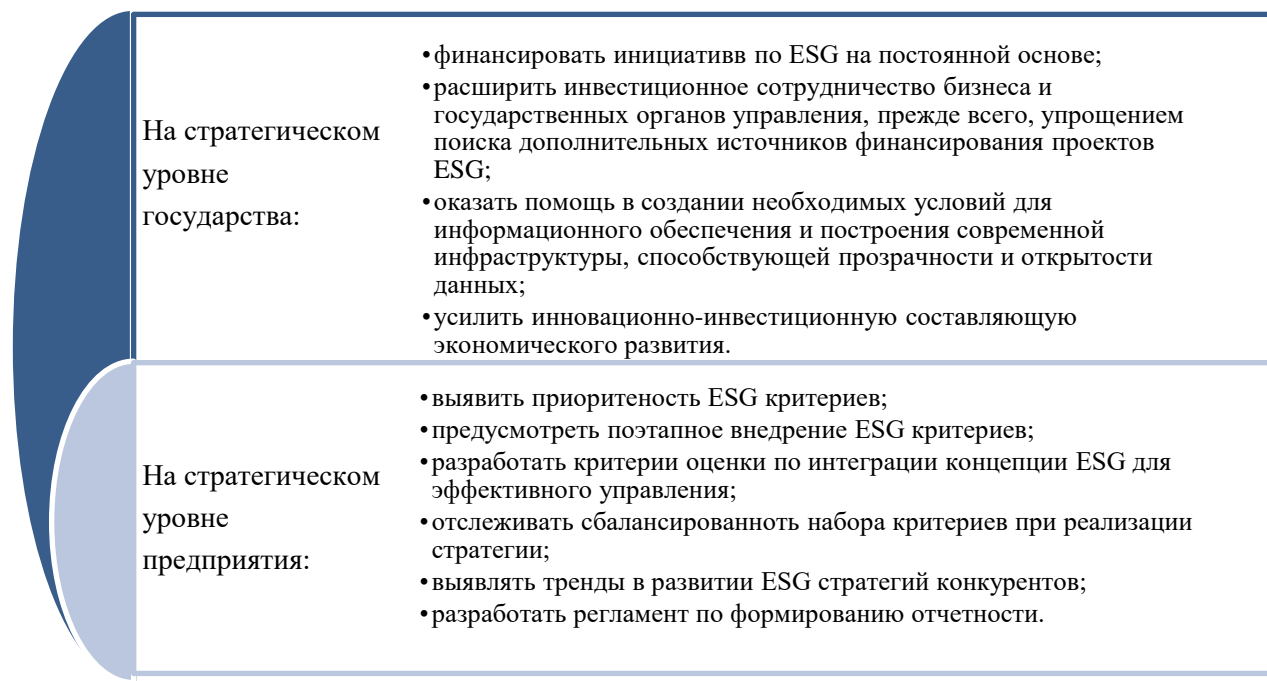 На стратегическом
уровне
государства:
•финансировать инициативв по ESG на постоянной основе;
•расширить инвестиционное сотрудничество бизнеса и
государственных органов управления, прежде всего, упрощением
поиска дополнительных источников финансирования проектов
ESG;
•оказать помощь в создании необходимых условий для
информационного обеспечения и построения современной
инфраструктуры, способствующей прозрачности и открытости
данных;
•усилить инновационно-инвестиционную составляющую
экономического развития.
На стратегическом
уровне
предприятия:
•выявить приоритеность ESG критериев;
•предусмотреть поэтапное внедрение ESG критериев;
•разработать критерии оценки по интеграции концепции ESG для
эффективного управления;
•отслеживать сбалансированноть набора критериев при реализации
стратегии;
•выявлять тренды в развитии ESG стратегий конкурентов;
•разработать регламент по формированию отчетности.